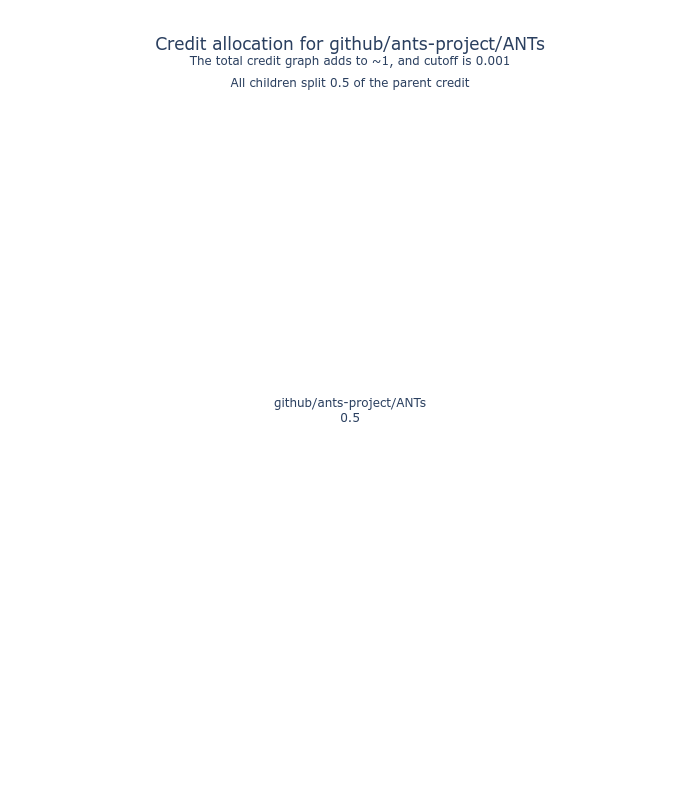 Credit allocation for github/ants-project/ANTs
The total credit graph adds to ~1, and cutoff is 0.001
All children split 0.5 of the parent credit
github/ants-project/ANTs
0.5